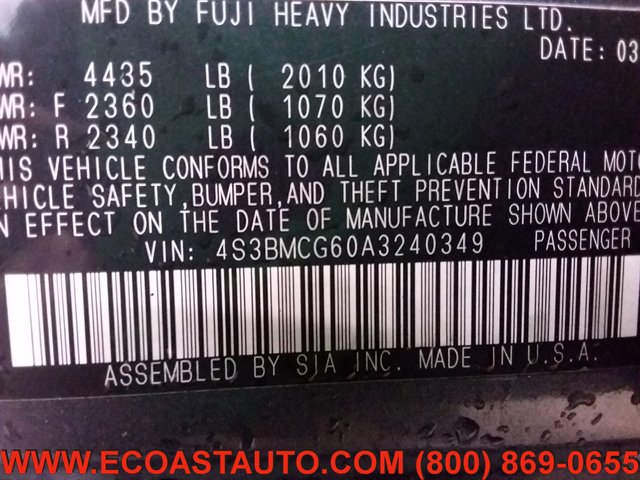 MFD BY FUJI HEAVY INDUSTRIES LTD.
DATE: 03
WR: 4435 LB ( 2010 KG)
WR: F 2360 LB ( 1070 KG)
WR: R 2340 LB ( 1060 KG)
HIS VEHICLE CONFORMS TO ALL APPLICABLE FEDERAL MOTO
EHICLE SAFETY,BUMPER,AND THEFT PREVENTION STANDARD
N EFFECT ON THE DATE OF MANUFACTURE SHOWN ABOVE
VIN: 4S3BMCG60A3240349 PASSENGER
ASSEMBLED BY SIA INC. MADE IN U.S.A.
WWW.ECOASTAUTO.COM (800) 869-0655